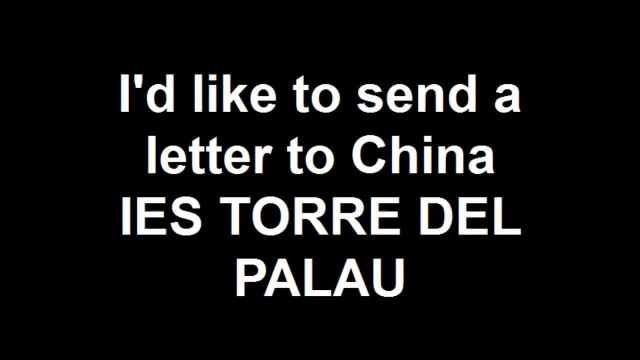 I'd like to send a
letter to China
IES TORRE DEL
PALAU